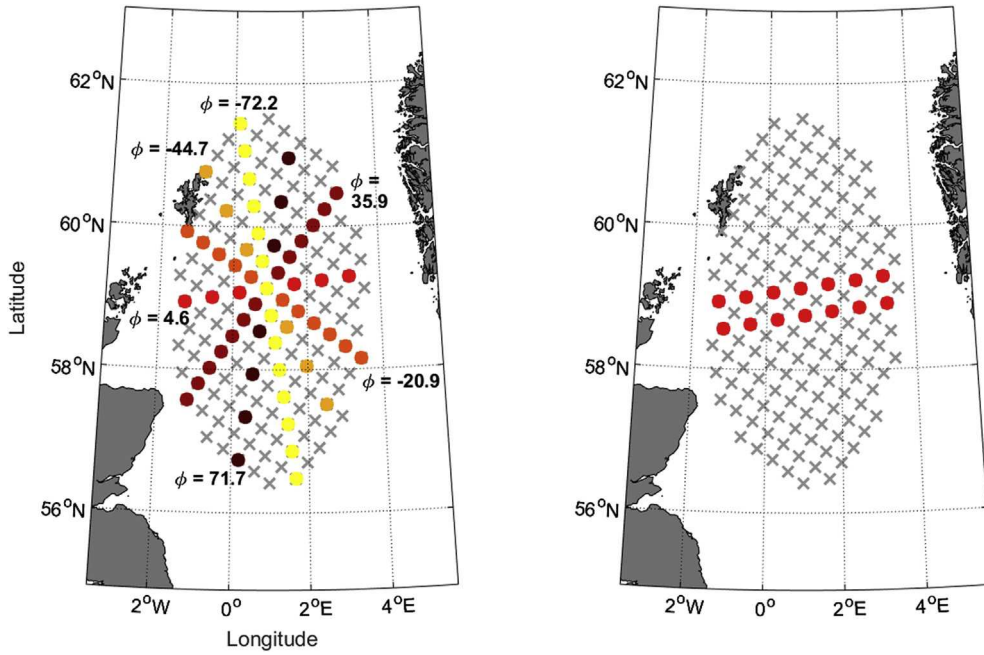 62°N
60°N
58°N
56°N
Latitude
2°W
0°
2°E
4°E
Longitude
ϕ = -72.2
ϕ = -44.7
ϕ =
35.9
ϕ = 4.6
ϕ = -20.9
ϕ = 71.7
62°N
60°N
58°N
56°N
2°W
0°
2°E
4°E